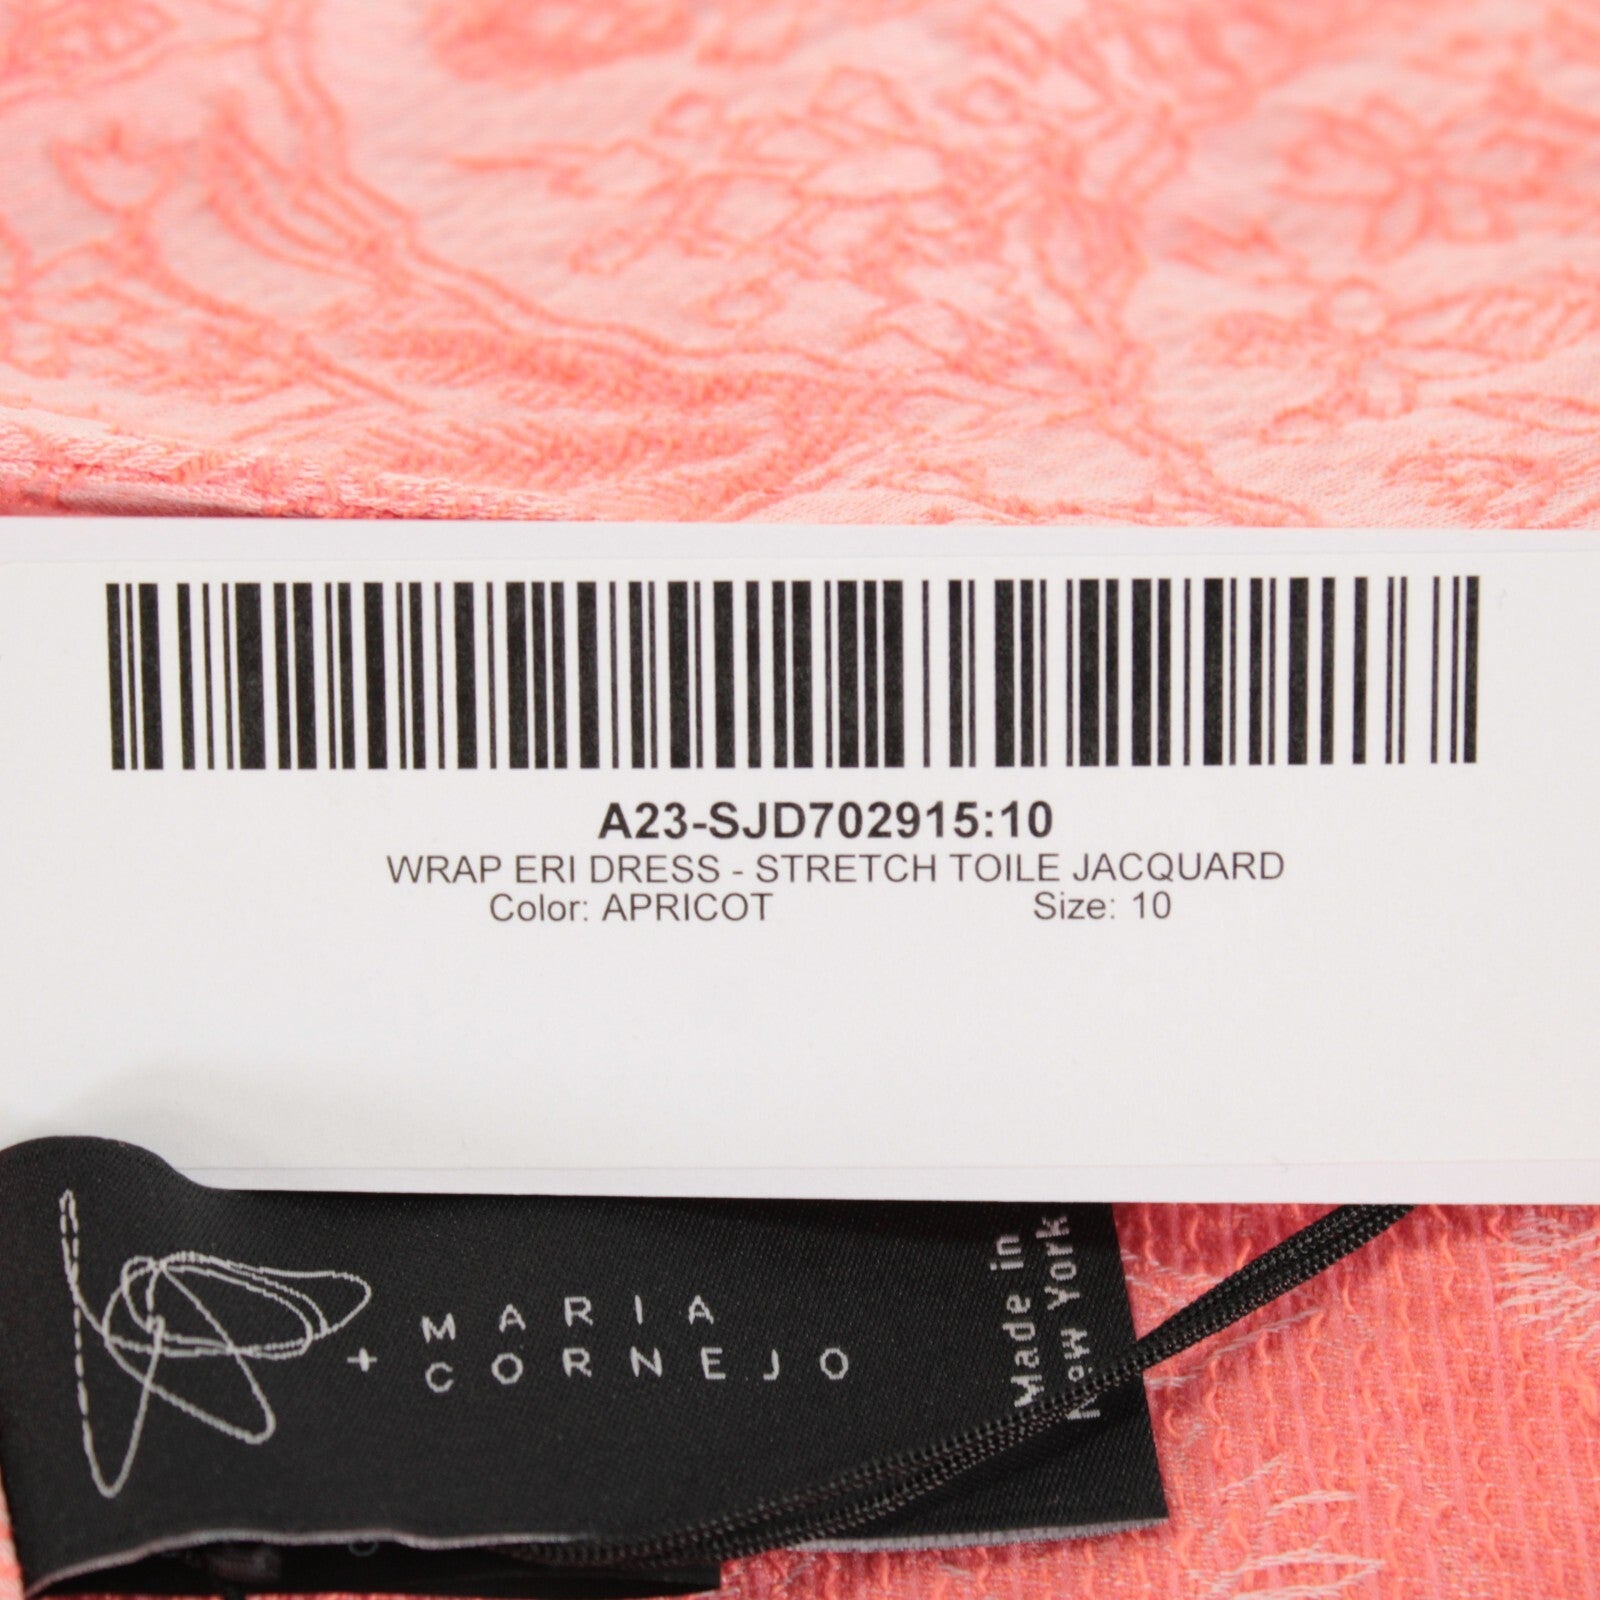 A23-SJD702915:10
WRAP ERI DRESS - STRETCH TOILE JACQUARD
Color: APRICOT Size: 10
+ MARIA
CORNEJO
Made in
New York